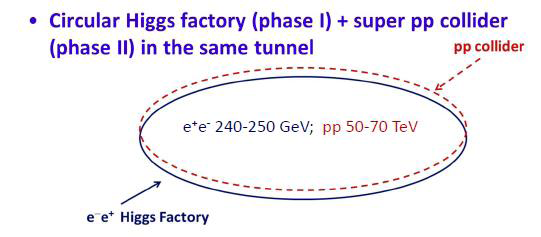 • Circular Higgs factory (phase I) + super pp collider
(phase II) in the same tunnel
pp collider
e⁺e⁻ 240-250 GeV; pp 50-70 TeV
e⁻e⁺ Higgs Factory